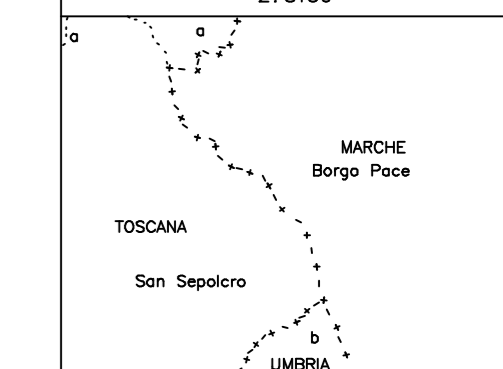 a
a
MARCHE
Borgo Pace
TOSCANA
San Sepolcro
b
UMBRIA